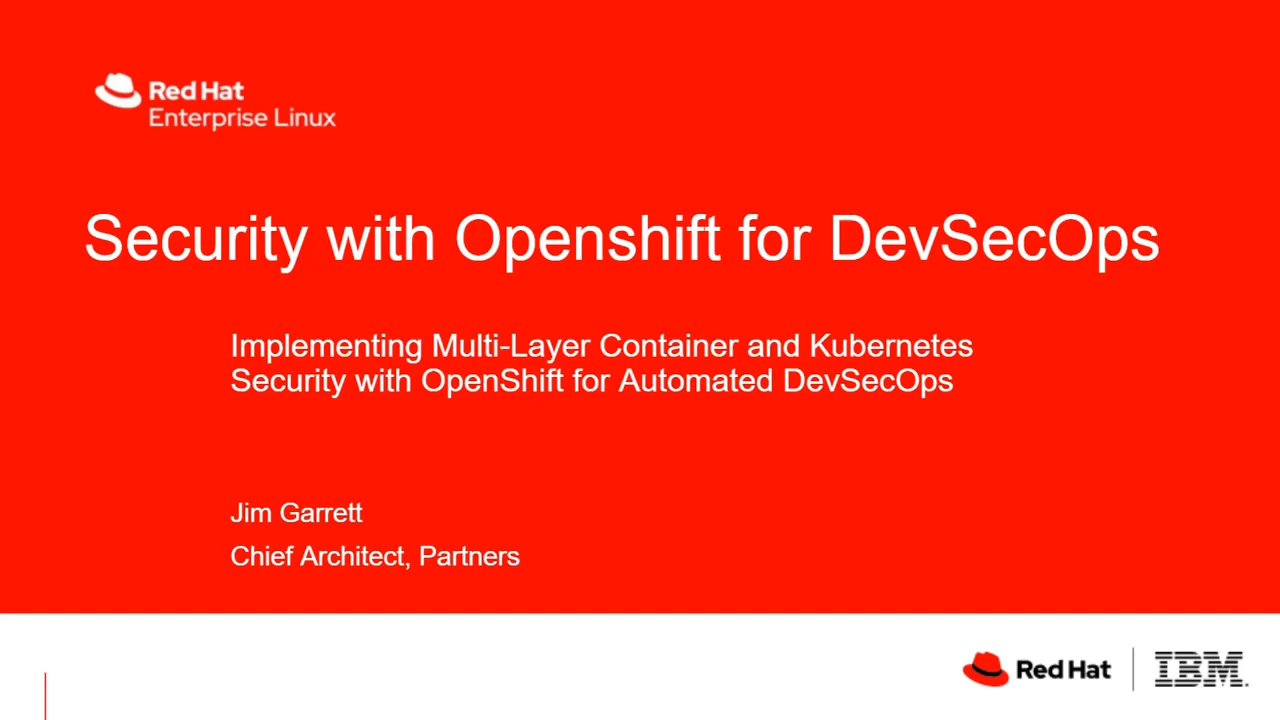 Red Hat
Enterprise Linux
Security with Openshift for DevSecOps
Implementing Multi-Layer Container and Kubernetes
Security with OpenShift for Automated DevSecOps
Jim Garrett
Chief Architect, Partners
Red Hat
IBM